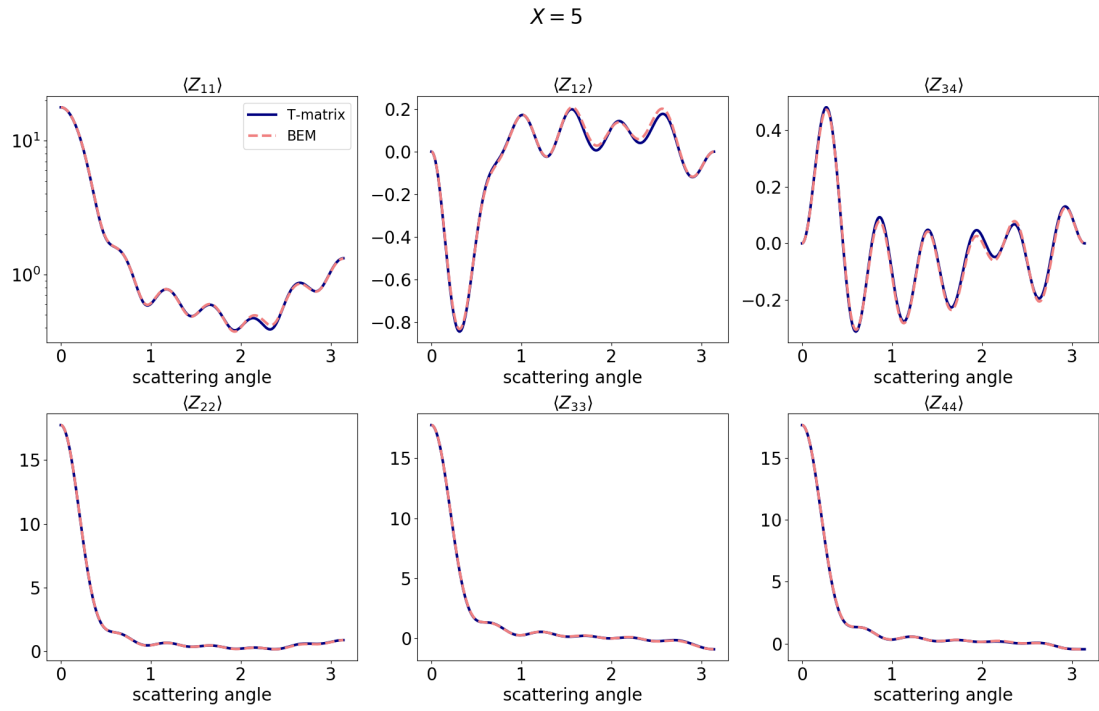 X = 5
⟨Z₁₁⟩
T-matrix
BEM
10¹
10⁰
0 1 2 3
scattering angle
⟨Z₁₂⟩
0.2
0.0
−0.2
−0.4
−0.6
−0.8
0 1 2 3
scattering angle
⟨Z₃₄⟩
0.4
0.2
0.0
−0.2
0 1 2 3
scattering angle
⟨Z₂₂⟩
15
10
5
0
0 1 2 3
scattering angle
⟨Z₃₃⟩
15
10
5
0
0 1 2 3
scattering angle
⟨Z₄₄⟩
15
10
5
0
0 1 2 3
scattering angle